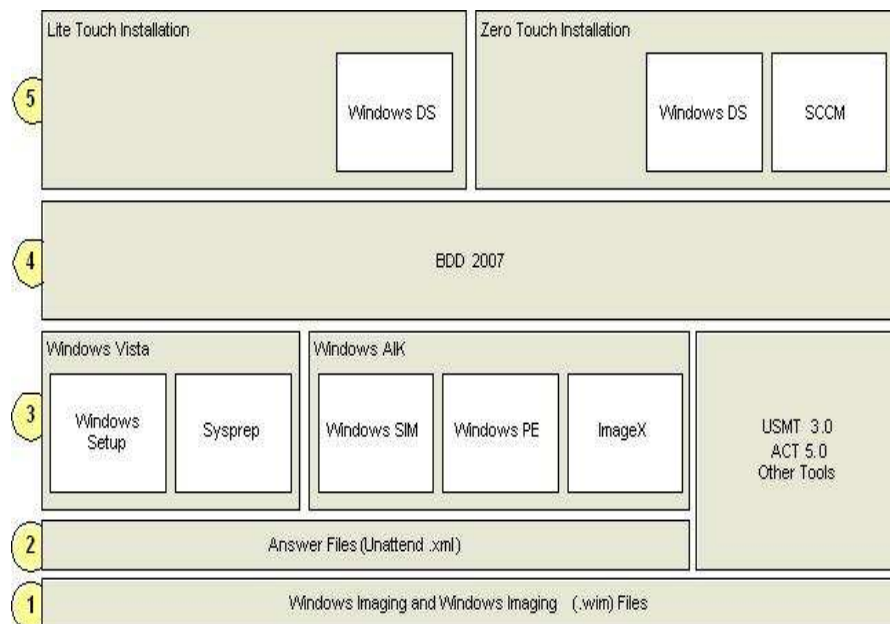 Lite Touch Installation
Zero Touch Installation
5
Windows DS
Windows DS
SCCM
4
BDD 2007
Windows Vista
Windows AIK
3
Windows
Setup
Sysprep
Windows SIM
Windows PE
ImageX
USMT 3.0
ACT 5.0
Other Tools
2
Answer Files (Unattend .xml)
1
Windows Imaging and Windows Imaging (.wim) Files